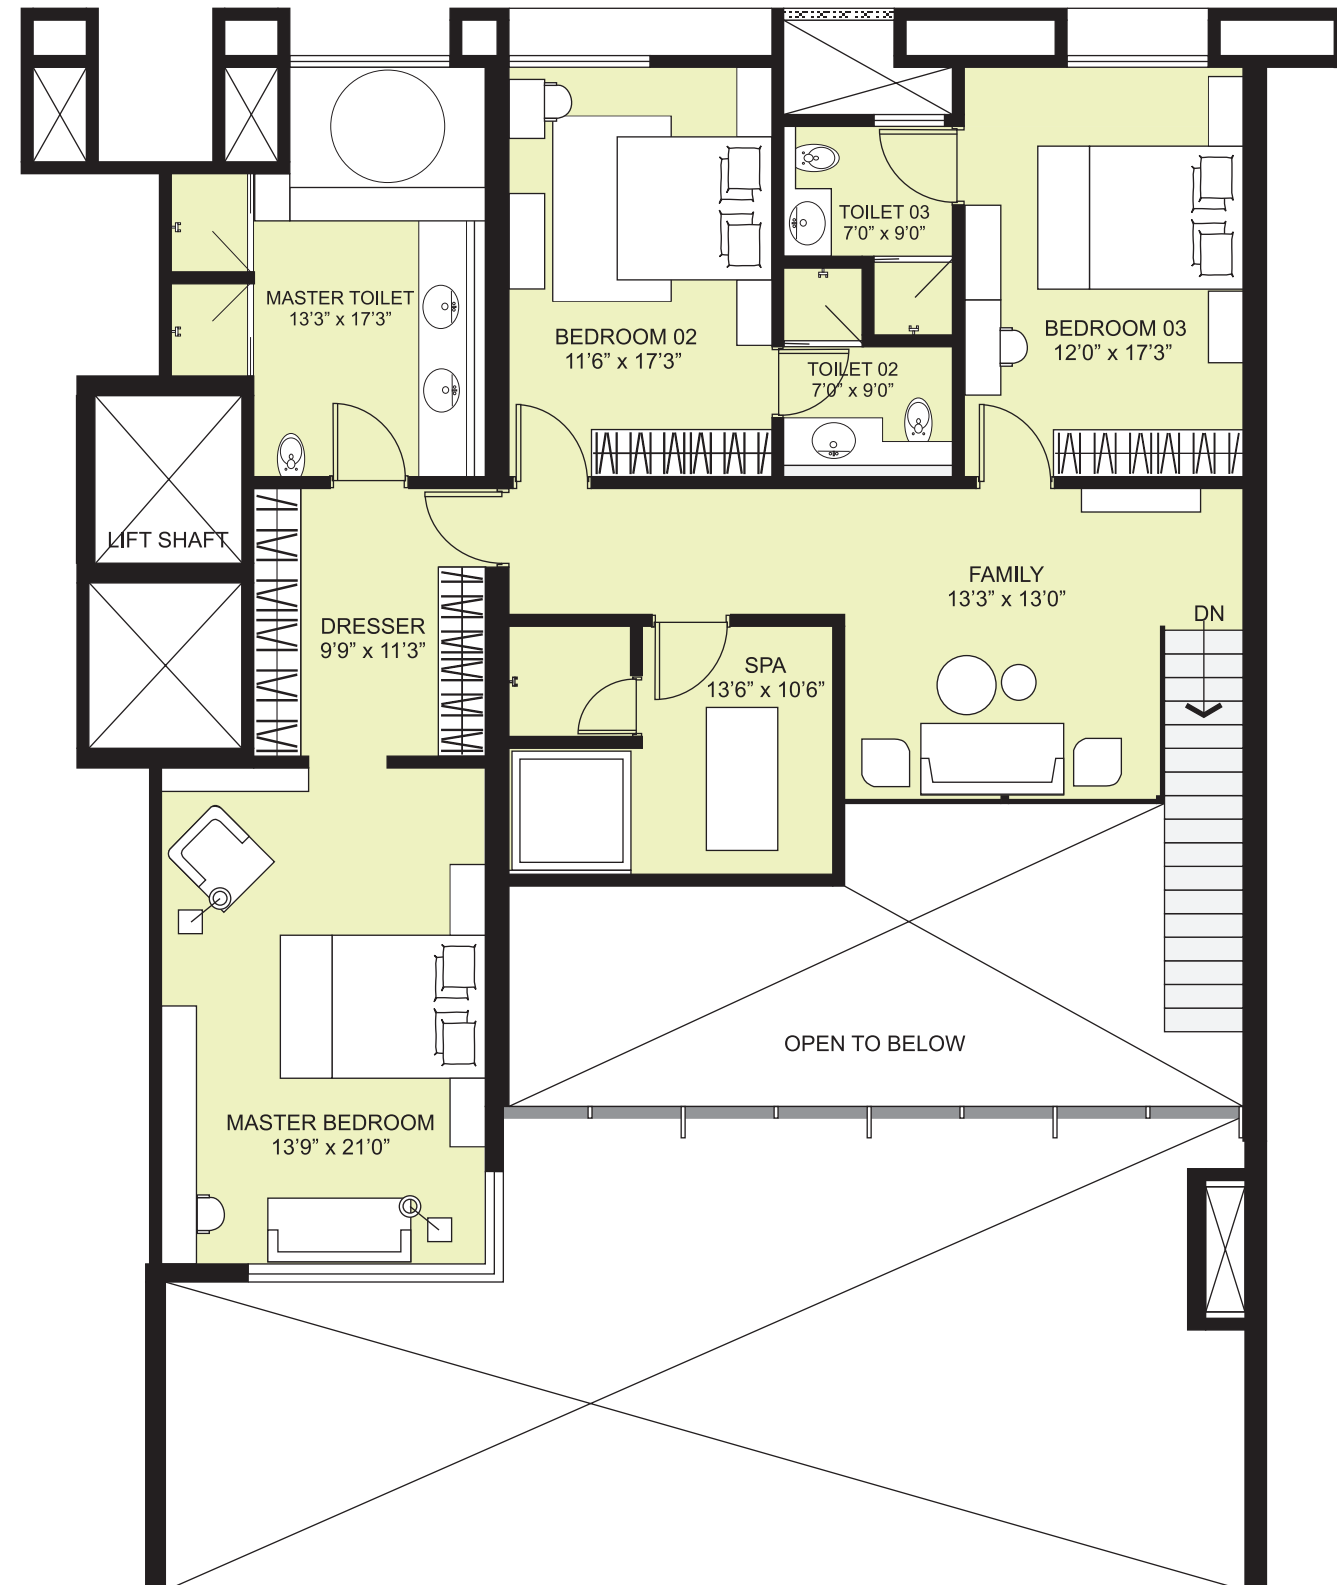 TOILET 03
7’0” x 9’0”
MASTER TOILET
13’3” x 17’3”
BEDROOM 02
11’6” x 17’3”
BEDROOM 03
12’0” x 17’3”
TOILET 02
7’0” x 9’0”
LIFT SHAFT
FAMILY
13’3” x 13’0”
DN
DRESSER
9’9” x 11’3”
SPA
13’6” x 10’6”
OPEN TO BELOW
MASTER BEDROOM
13’9” x 21’0”